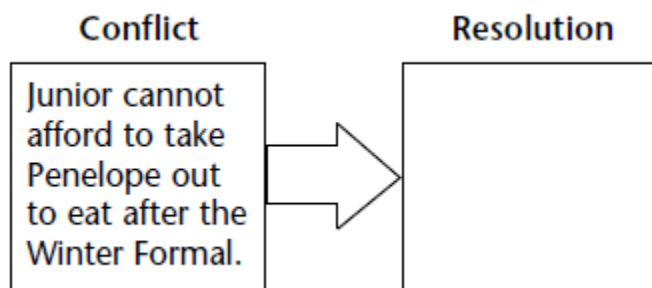 Conflict
Resolution
Junior cannot
afford to take
Penelope out
to eat after the
Winter Formal.